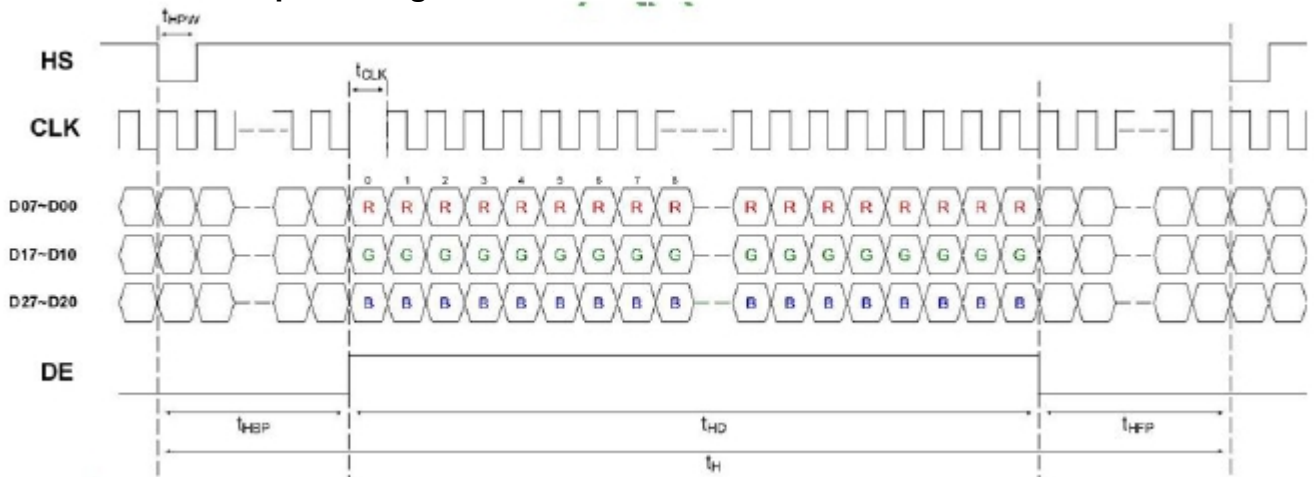 tHPW
HS
tCLK
CLK
0 1 2 3 4 5 6 7 8
D07~D00 R R R R R R R R R R R R R R R R R
D17~D10 G G G G G G G G G G G G G G G G G
D27~D20 B B B B B B B B B B B B B B B B B
DE
tHBP tHD tHFP
tH